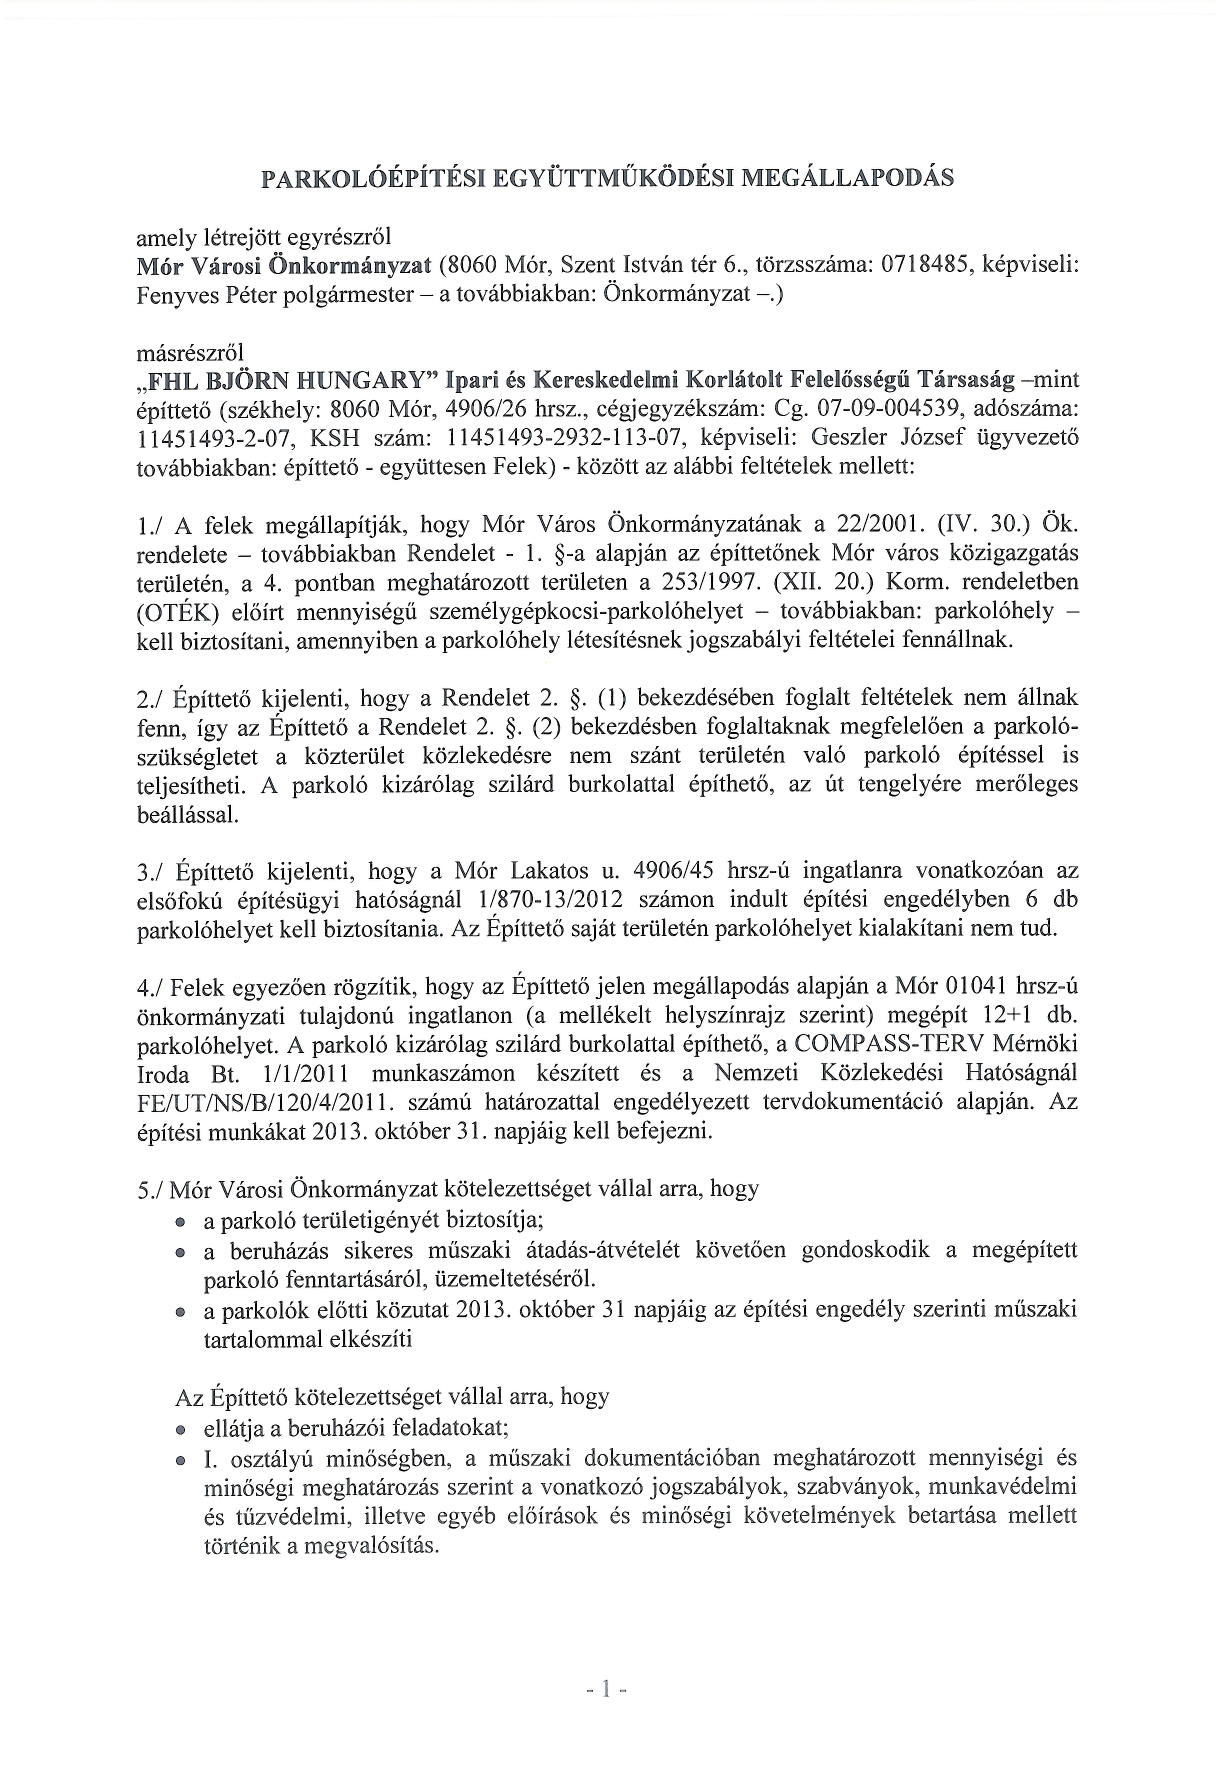 PARKOLÓÉPÍTÉSI EGYÜTTMŰKÖDÉSI MEGÁLLAPODÁS
amely létrejött egyrészről
Mór Városi Önkormányzat (8060 Mór, Szent István tér 6., törzsszáma: 0718485, képviseli:
Fenyves Péter polgármester – a továbbiakban: Önkormányzat –.)
másrészről
„FHL BJÖRN HUNGARY” Ipari és Kereskedelmi Korlátolt Felelősségű Társaság –mint
építtető (székhely: 8060 Mór, 4906/26 hrsz., cégjegyzékszám: Cg. 07-09-004539, adószáma:
11451493-2-07, KSH szám: 11451493-2932-113-07, képviseli: Geszler József ügyvezető
továbbiakban: építtető - együttesen Felek) - között az alábbi feltételek mellett:
1./ A felek megállapítják, hogy Mór Város Önkormányzatának a 22/2001. (IV. 30.) Ök.
rendelete – továbbiakban Rendelet - 1. §-a alapján az építtetőnek Mór város közigazgatás
területén, a 4. pontban meghatározott területen a 253/1997. (XII. 20.) Korm. rendeletben
(OTÉK) előírt mennyiségű személygépkocsi-parkolóhelyet – továbbiakban: parkolóhely –
kell biztosítani, amennyiben a parkolóhely létesítésnek jogszabályi feltételei fennállnak.
2./ Építtető kijelenti, hogy a Rendelet 2. §. (1) bekezdésében foglalt feltételek nem állnak
fenn, így az Építtető a Rendelet 2. §. (2) bekezdésben foglaltaknak megfelelően a parkoló-
szükségletet a közterület közlekedésre nem szánt területén való parkoló építéssel is
teljesítheti. A parkoló kizárólag szilárd burkolattal építhető, az út tengelyére merőleges
beállással.
3./ Építtető kijelenti, hogy a Mór Lakatos u. 4906/45 hrsz-ú ingatlanra vonatkozóan az
elsőfokú építésügyi hatóságnál 1/870-13/2012 számon indult építési engedélyben 6 db
parkolóhelyet kell biztosítania. Az Építtető saját területén parkolóhelyet kialakítani nem tud.
4./ Felek egyezően rögzítik, hogy az Építtető jelen megállapodás alapján a Mór 01041 hrsz-ú
önkormányzati tulajdonú ingatlanon (a mellékelt helyszínrajz szerint) megépít 12+1 db.
parkolóhelyet. A parkoló kizárólag szilárd burkolattal építhető, a COMPASS-TERV Mérnöki
Iroda Bt. 1/1/2011 munkaszámon készített és a Nemzeti Közlekedési Hatóságnál
FE/UT/NS/B/120/4/2011. számú határozattal engedélyezett tervdokumentáció alapján. Az
építési munkákat 2013. október 31. napjáig kell befejezni.
5./ Mór Városi Önkormányzat kötelezettséget vállal arra, hogy
• a parkoló területigényét biztosítja;
• a beruházás sikeres műszaki átadás-átvételét követően gondoskodik a megépített
parkoló fenntartásáról, üzemeltetéséről.
• a parkolók előtti közutat 2013. október 31 napjáig az építési engedély szerinti műszaki
tartalommal elkészíti
Az Építtető kötelezettséget vállal arra, hogy
• ellátja a beruházói feladatokat;
• I. osztályú minőségben, a műszaki dokumentációban meghatározott mennyiségi és
minőségi meghatározás szerint a vonatkozó jogszabályok, szabványok, munkavédelmi
és tűzvédelmi, illetve egyéb előírások és minőségi követelmények betartása mellett
történik a megvalósítás.
- 1 -